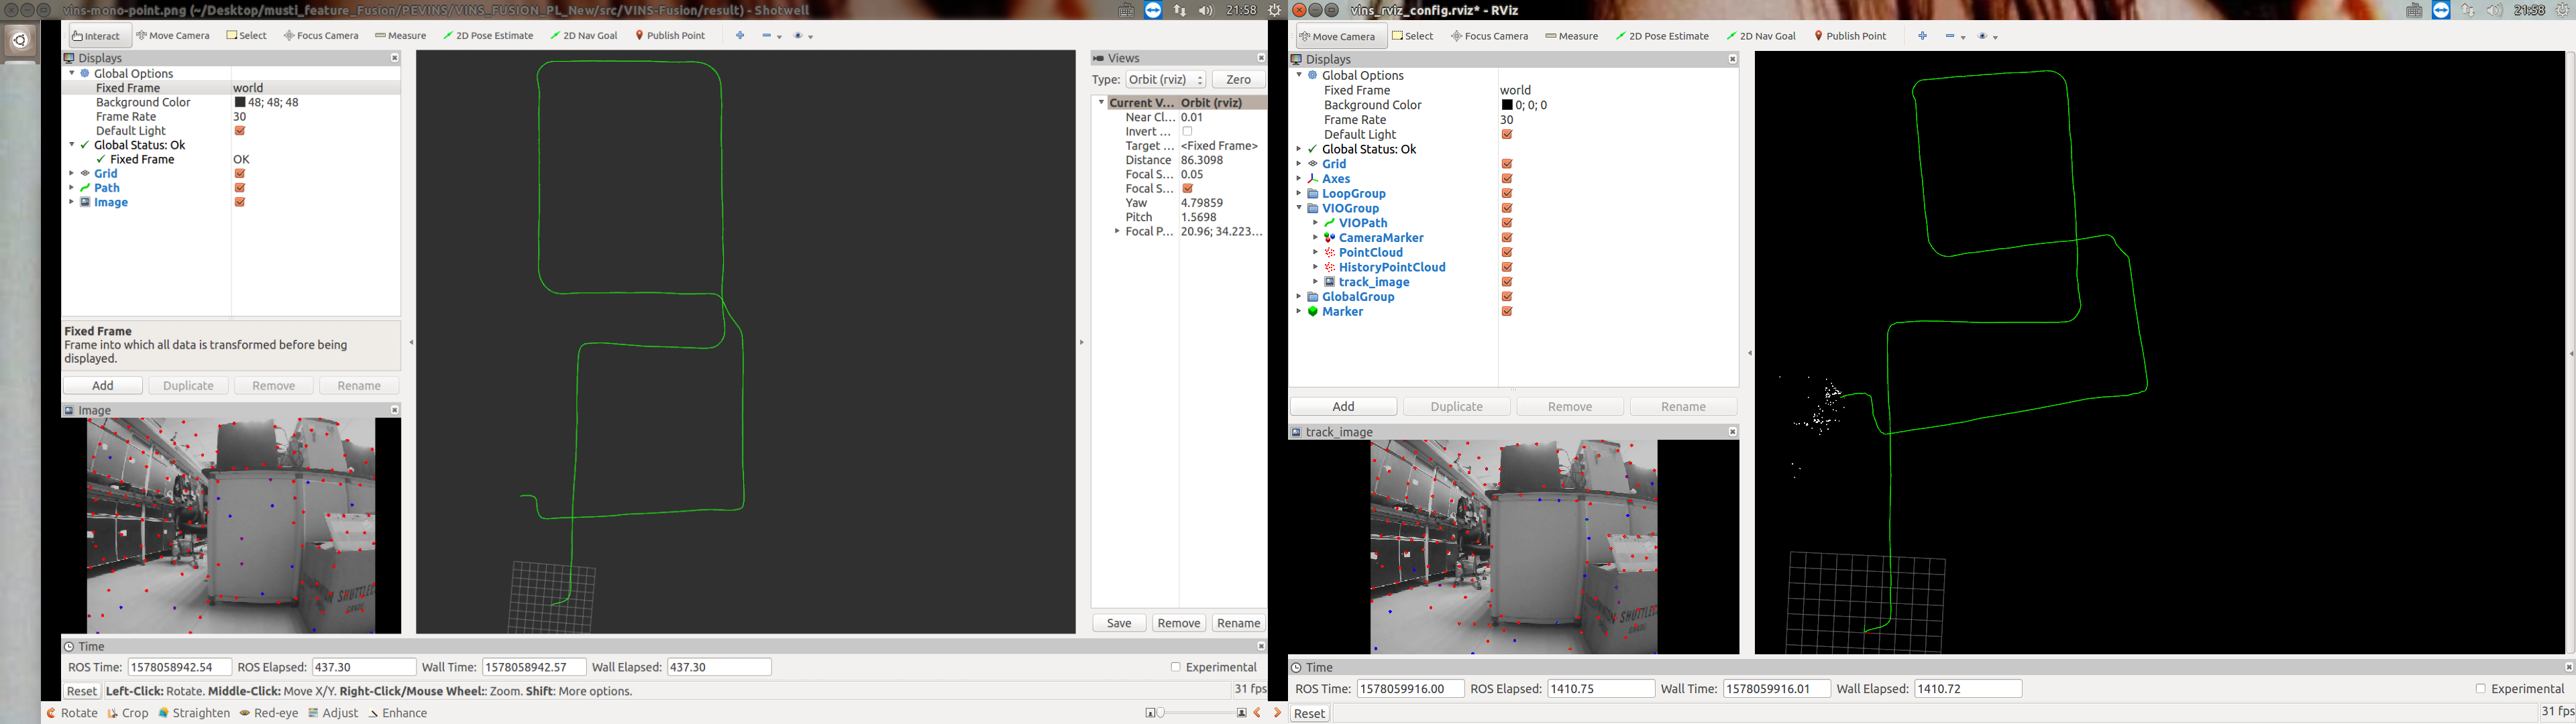 vins-mono-point.png (~/Desktop/musti_feature_Fusion/PEVINS/VINS_FUSION_PL_New/src/VINS-Fusion/result) - Shotwell
21:58
Interact Move Camera Select Focus Camera Measure 2D Pose Estimate 2D Nav Goal Publish Point
Displays
Global Options
Fixed Frame world
Background Color 48; 48; 48
Frame Rate 30
Default Light
Global Status: Ok
Fixed Frame OK
Grid
Path
Image
Fixed Frame
Frame into which all data is transformed before being
displayed.
Add Duplicate Remove Rename
Image
Views
Type: Orbit (rviz) Zero
Current V... Orbit (rviz)
Near Cl... 0.01
Invert ...
Target ... <Fixed Frame>
Distance 86.3098
Focal S... 0.05
Focal S...
Yaw 4.79859
Pitch 1.5698
Focal P... 20.96; 34.223...
Save Remove Rename
Time
ROS Time: 1578058942.54 ROS Elapsed: 437.30 Wall Time: 1578058942.57 Wall Elapsed: 437.30 Experimental
Reset Left-Click: Rotate. Middle-Click: Move X/Y. Right-Click/Mouse Wheel:: Zoom. Shift: More options. 31 fps
Rotate Crop Straighten Red-eye Adjust Enhance
vins_rviz_config.rviz* - RViz
21:58
Move Camera Select Focus Camera Measure 2D Pose Estimate 2D Nav Goal Publish Point
Displays
Global Options
Fixed Frame world
Background Color 0; 0; 0
Frame Rate 30
Default Light
Global Status: Ok
Grid
Axes
LoopGroup
VIOGroup
VIOPath
CameraMarker
PointCloud
HistoryPointCloud
track_image
GlobalGroup
Marker
Add Duplicate Remove Rename
track_image
Time
ROS Time: 1578059916.00 ROS Elapsed: 1410.75 Wall Time: 1578059916.01 Wall Elapsed: 1410.72 Experimental
Reset 31 fps